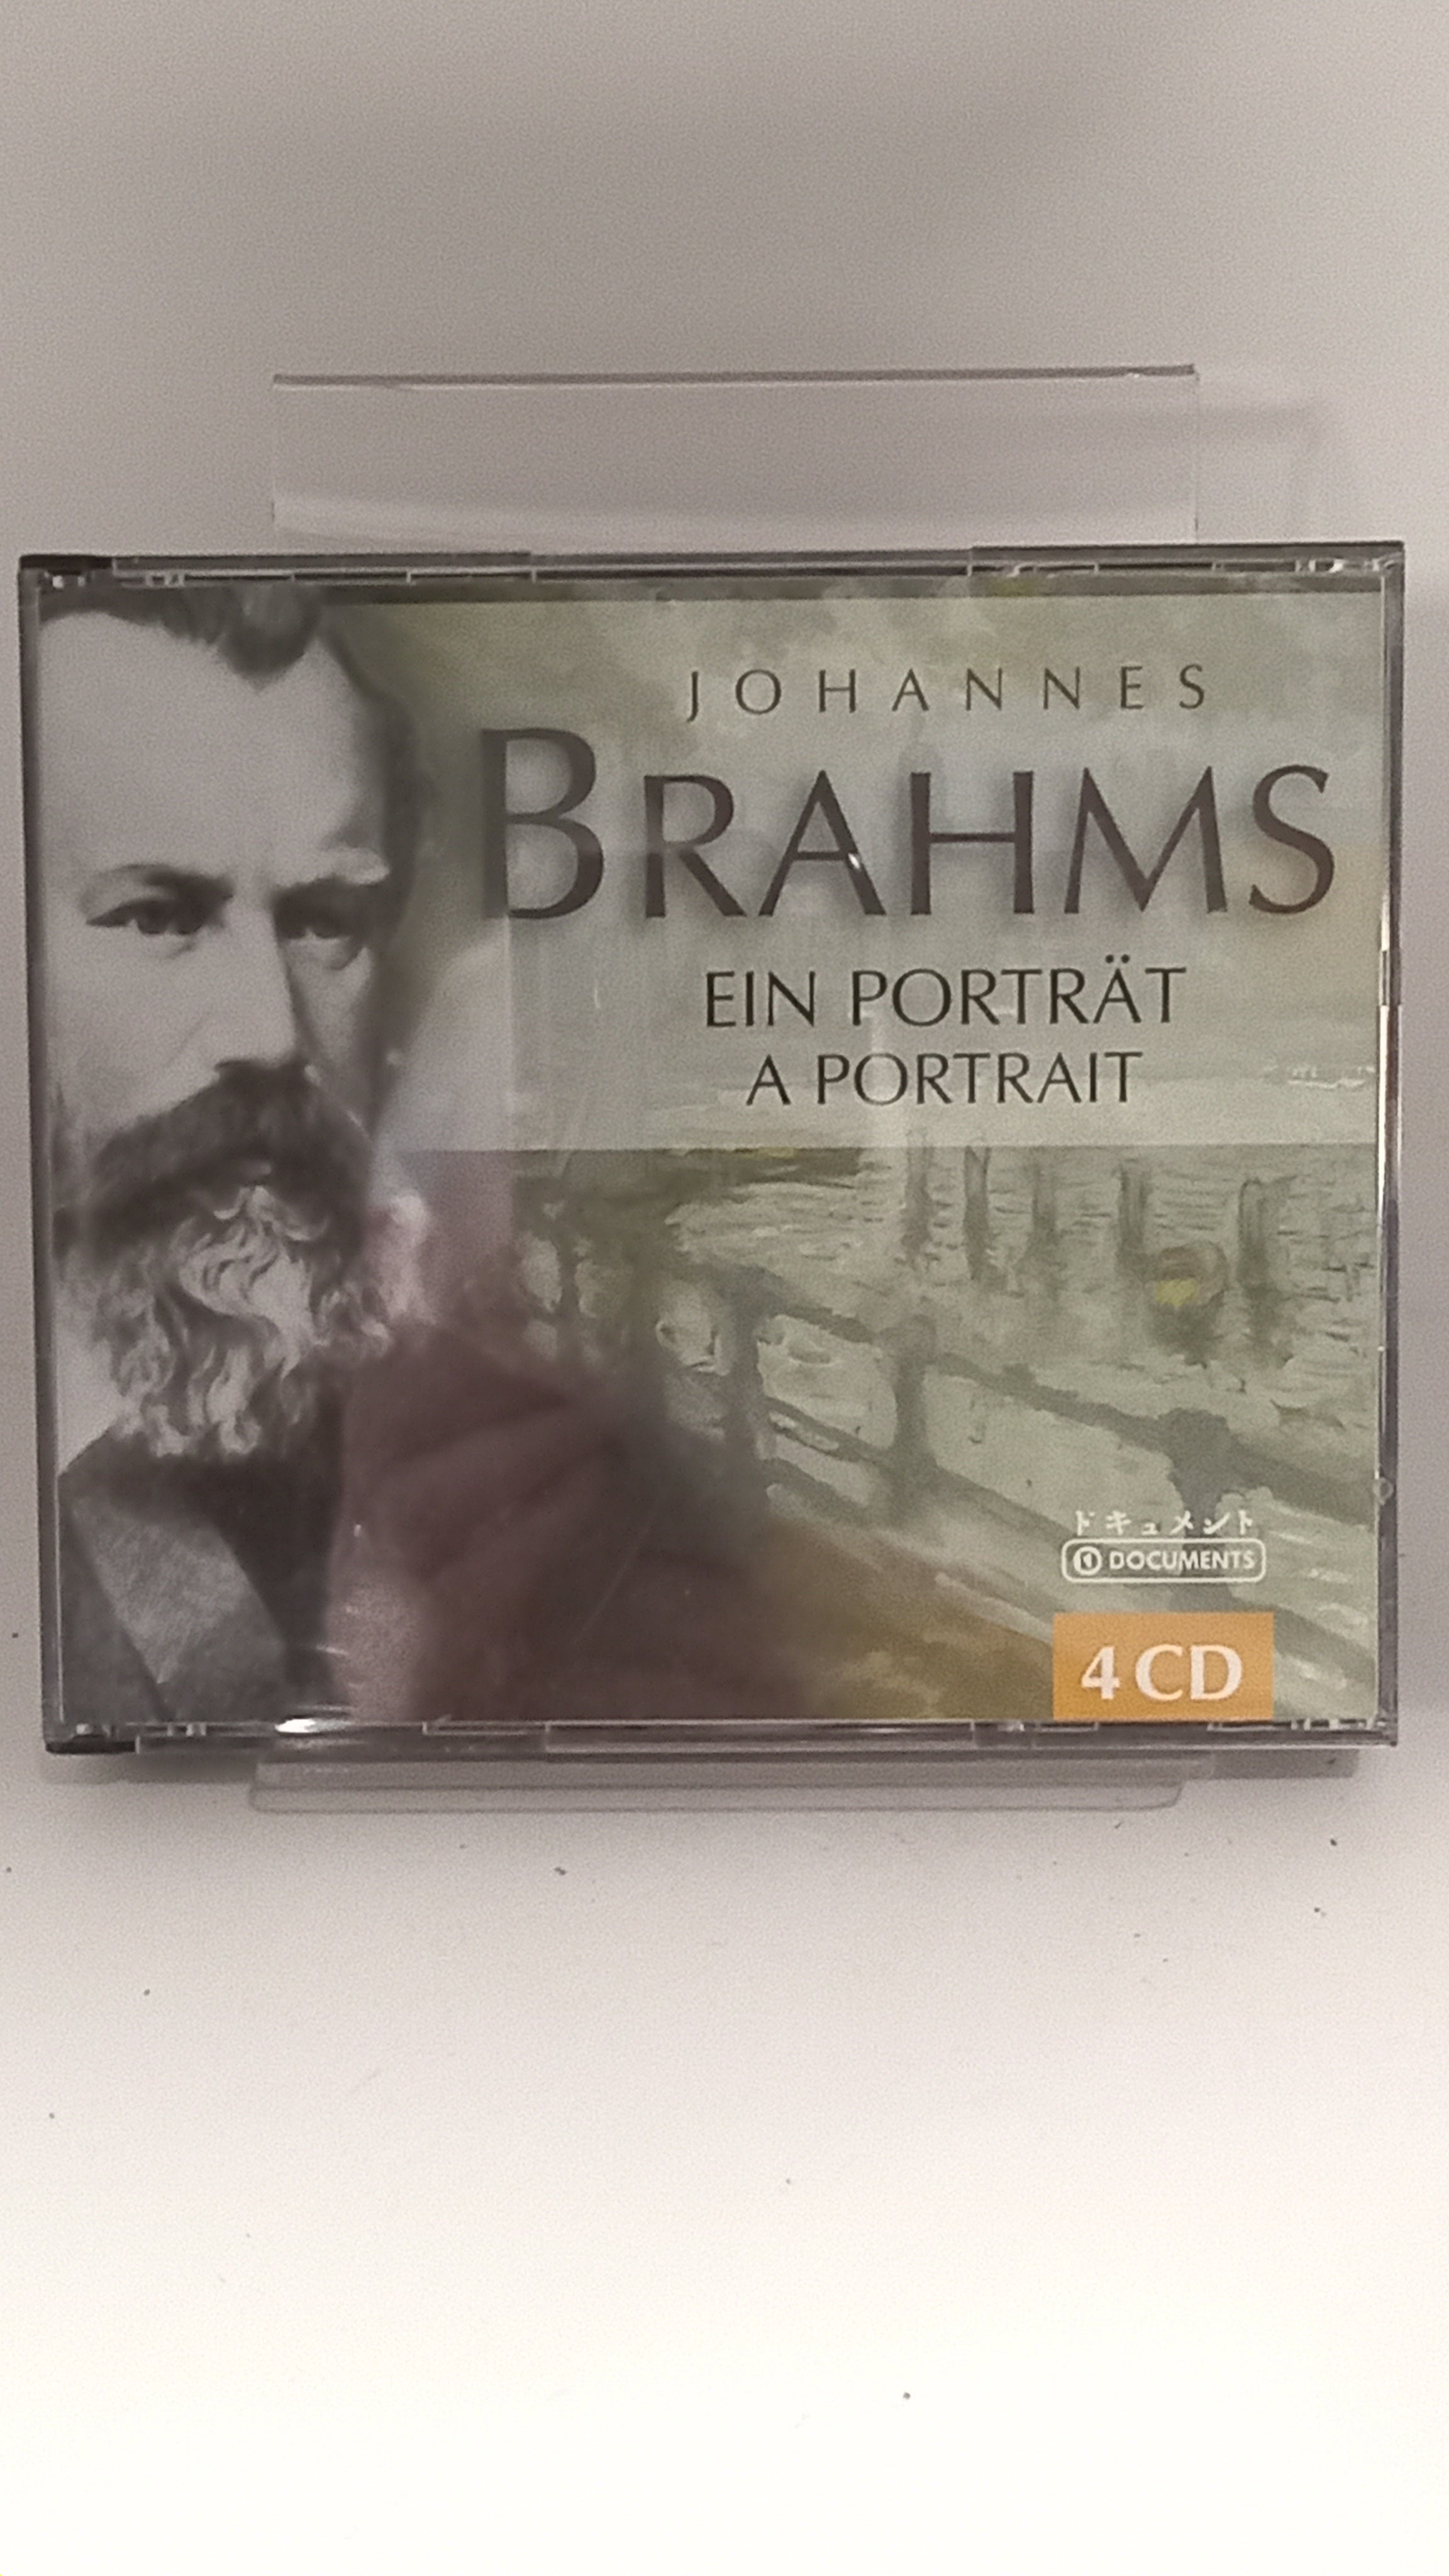 JOHANNES
BRAHMS
EIN PORTRÄT
A PORTRAIT
ドキュメント
DOCUMENTS
4 CD